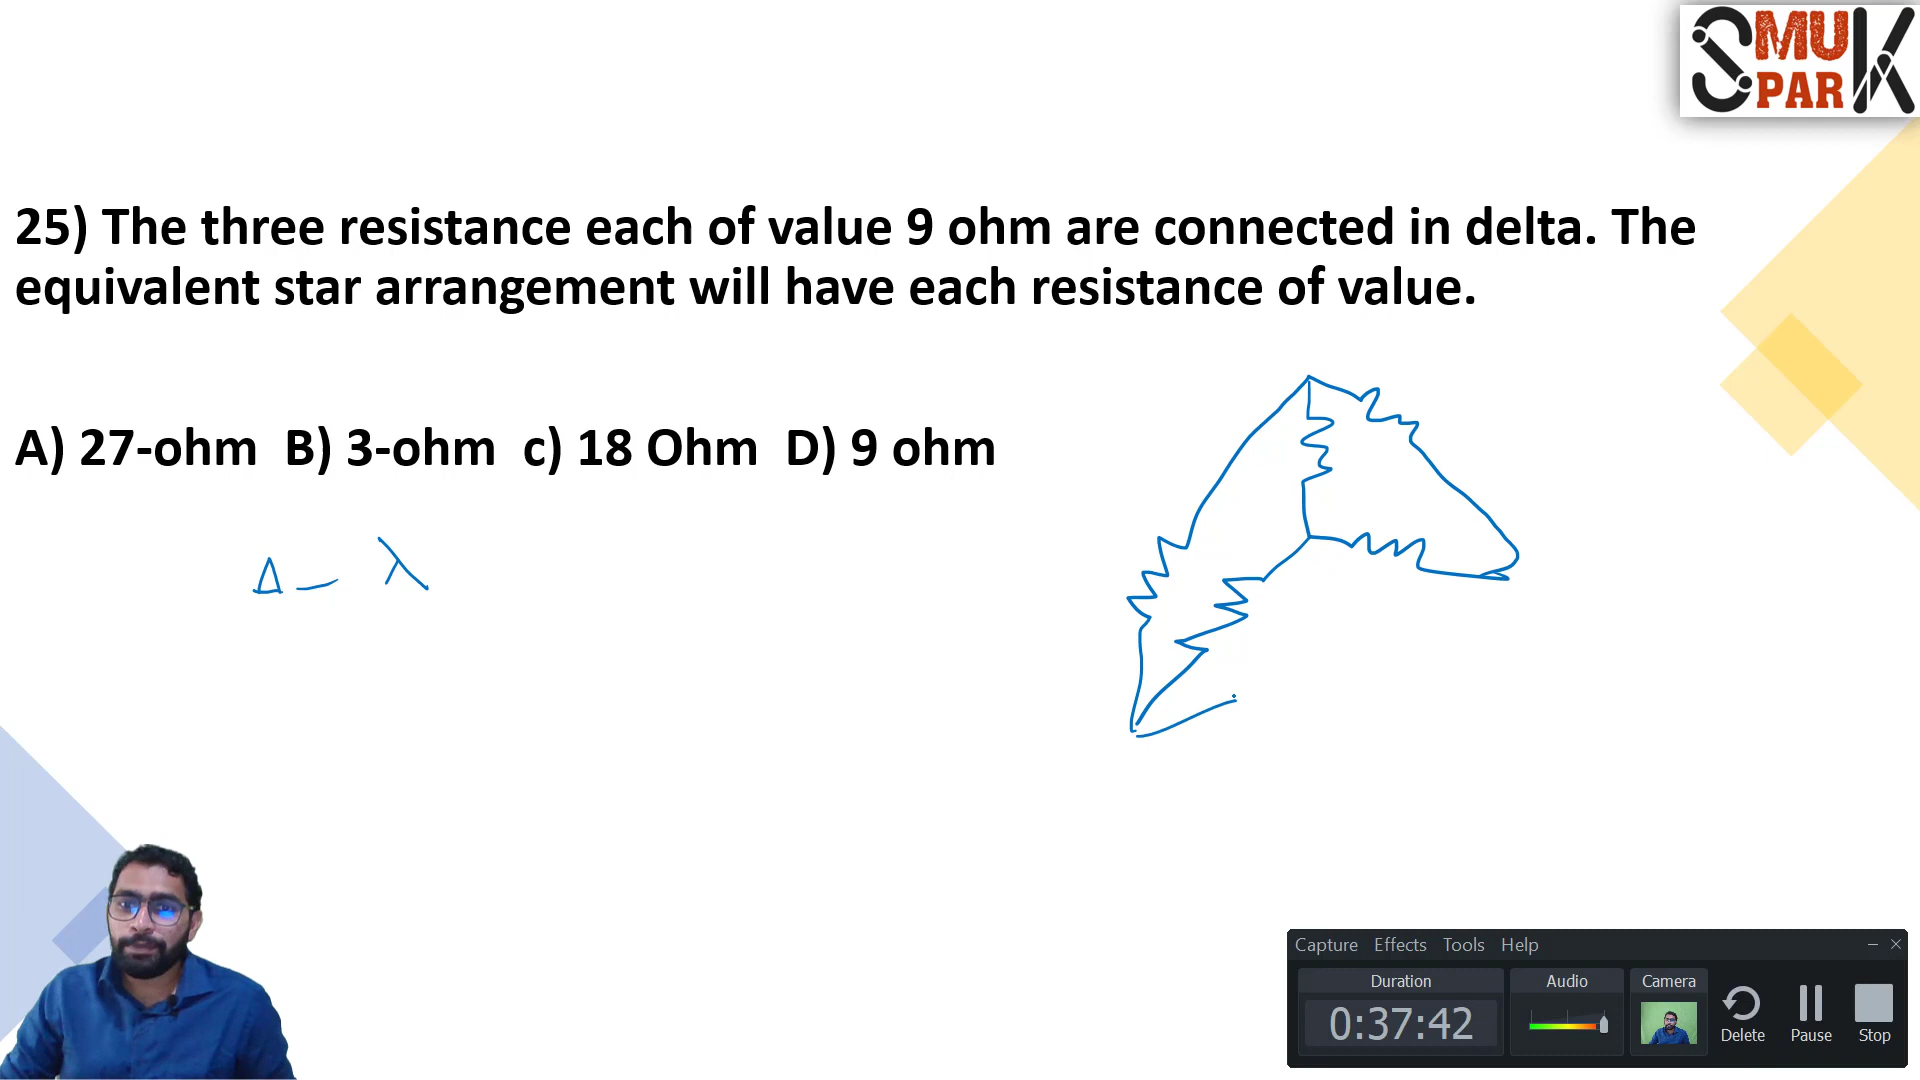 S MU K
PAR
25) The three resistance each of value 9 ohm are connected in delta. The
equivalent star arrangement will have each resistance of value.
A) 27-ohm B) 3-ohm c) 18 Ohm D) 9 ohm
Δ – λ
Capture Effects Tools Help
Duration Audio Camera
0:37:42
Delete Pause Stop